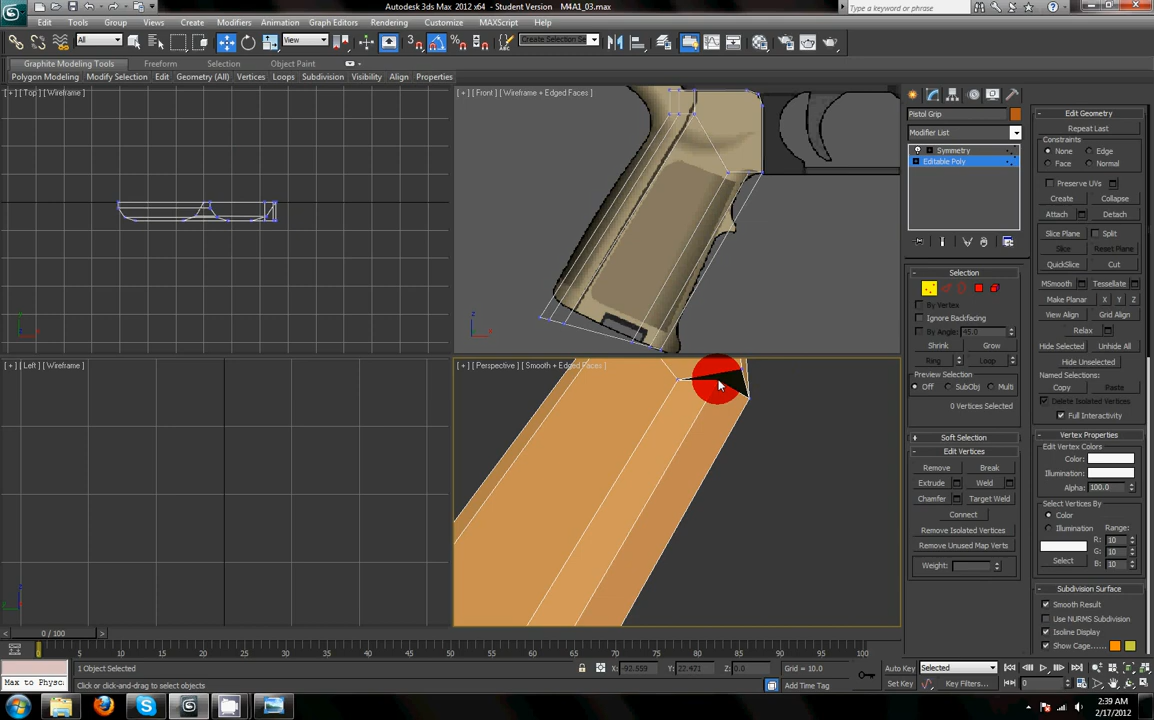 Autodesk 3ds Max 2012 x64 - Student Version M4A1_03.max
Type a keyword or phrase
Edit Tools Group Views Create Modifiers Animation Graph Editors Rendering Customize MAXScript Help
All View Create Selection Se
Graphite Modeling Tools Freeform Selection Object Paint
Polygon Modeling Modify Selection Edit Geometry (All) Vertices Loops Subdivision Visibility Align Properties
[ + ] [ Top ] [ Wireframe ]
[ + ] [ Front ] [ Wireframe + Edged Faces ]
[ + ] [ Left ] [ Wireframe ]
[ + ] [ Perspective ] [ Smooth + Edged Faces ]
Pistol Grip
Modifier List
Symmetry
Editable Poly
Selection
By Vertex
Ignore Backfacing
By Angle: 45.0
Shrink Grow
Ring Loop
Preview Selection
Off SubObj Multi
0 Vertices Selected
Soft Selection
Edit Vertices
Remove Break
Extrude Weld
Chamfer Target Weld
Connect
Remove Isolated Vertices
Remove Unused Map Verts
Weight:
Edit Geometry
Repeat Last
Constraints
None Edge
Face Normal
Preserve UVs
Create Collapse
Attach Detach
Slice Plane Split
Slice Reset Plane
QuickSlice Cut
MSmooth Tessellate
Make Planar X Y Z
View Align Grid Align
Relax
Hide Selected Unhide All
Hide Unselected
Named Selections:
Copy Paste
Delete Isolated Vertices
Full Interactivity
Vertex Properties
Edit Vertex Colors
Color:
Illumination:
Alpha: 100.0
Select Vertices By
Color
Illumination Range:
R: 10
G: 10
B: 10
Select
Subdivision Surface
Smooth Result
Use NURMS Subdivision
Isoline Display
Show Cage......
0 / 100
0 5 10 15 20 25 30 35 40 45 50 55 60 65 70 75 80 85 90 95 100
Max to Physc
1 Object Selected
Click or click-and-drag to select objects
X: -92.559 Y: 22.471 Z: 0.0 Grid = 10.0
Add Time Tag
Auto Key Selected
Set Key Key Filters... 0
2:39 AM
2/17/2012